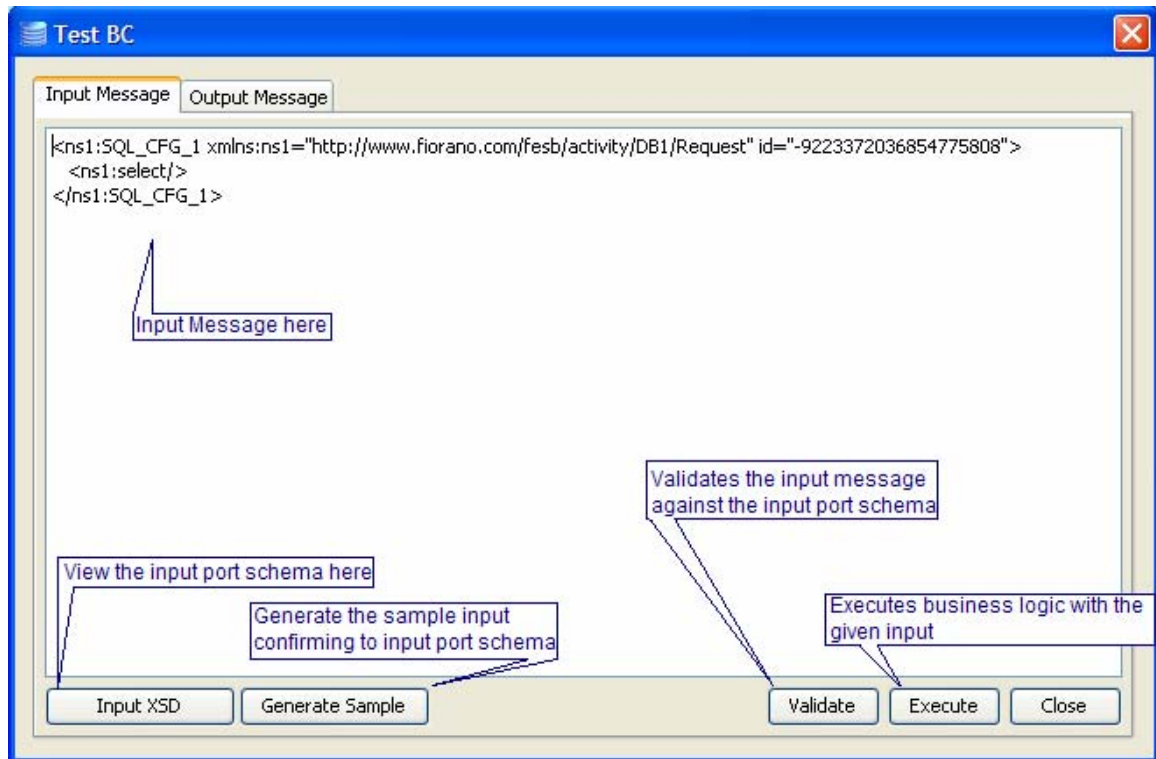 Test BC
Input Message Output Message
<ns1:SQL_CFG_1 xmlns:ns1="http://www.fiorano.com/fesb/activity/DB1/Request" id="-9223372036854775808">
<ns1:select/>
</ns1:SQL_CFG_1>
Input Message here
Validates the input message
against the input port schema
View the input port schema here
Generate the sample input
confirming to input port schema
Executes business logic with the
given input
Input XSD Generate Sample Validate Execute Close